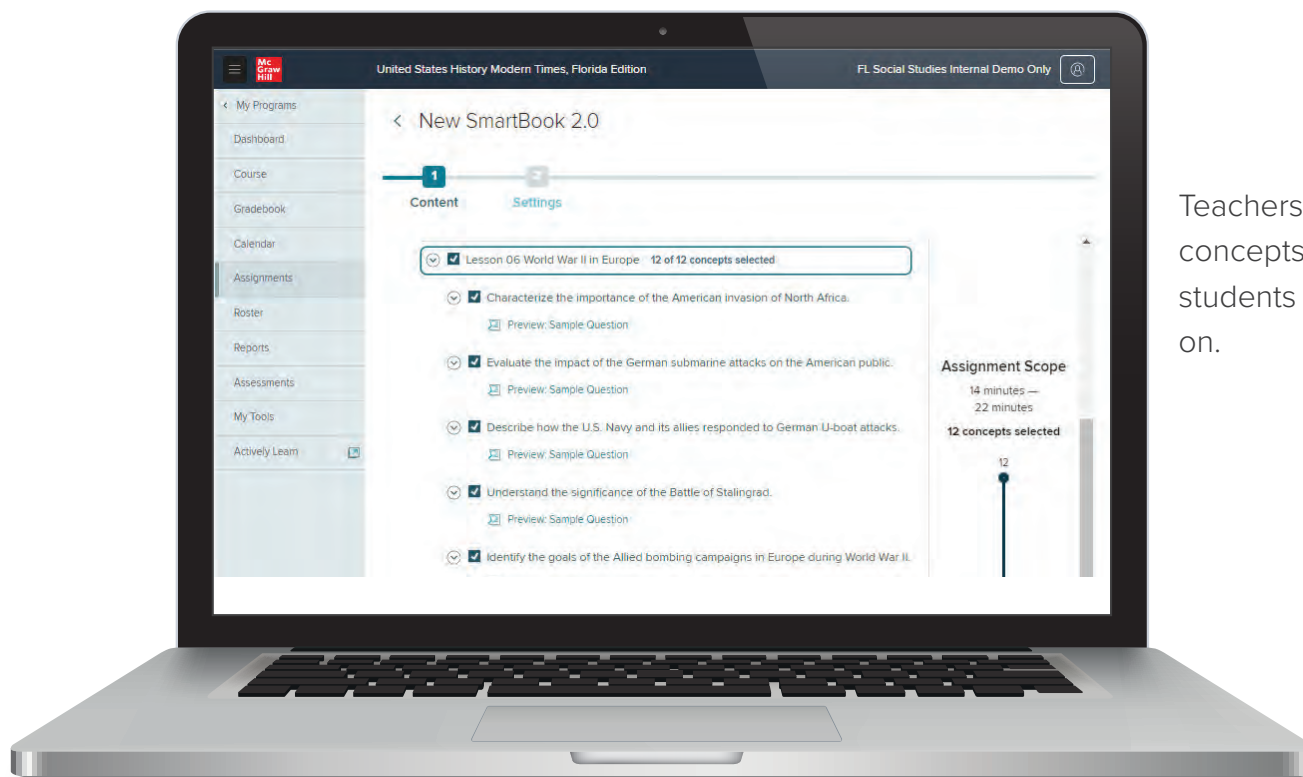 Mc
Graw
Hill
United States History Modern Times, Florida Edition
FL Social Studies Internal Demo Only
< My Programs
Dashboard
Course
Gradebook
Calendar
Assignments
Roster
Reports
Assessments
My Tools
Actively Learn
< New SmartBook 2.0
1
2
Content
Settings
Lesson 06 World War II in Europe 12 of 12 concepts selected
Characterize the importance of the American invasion of North Africa.
Preview: Sample Question
Evaluate the impact of the German submarine attacks on the American public.
Preview: Sample Question
Describe how the U.S. Navy and its allies responded to German U-boat attacks.
Preview: Sample Question
Understand the significance of the Battle of Stalingrad.
Preview: Sample Question
Identify the goals of the Allied bombing campaigns in Europe during World War II.
Assignment Scope
14 minutes —
22 minutes
12 concepts selected
12
Teachers
concepts
students
on.